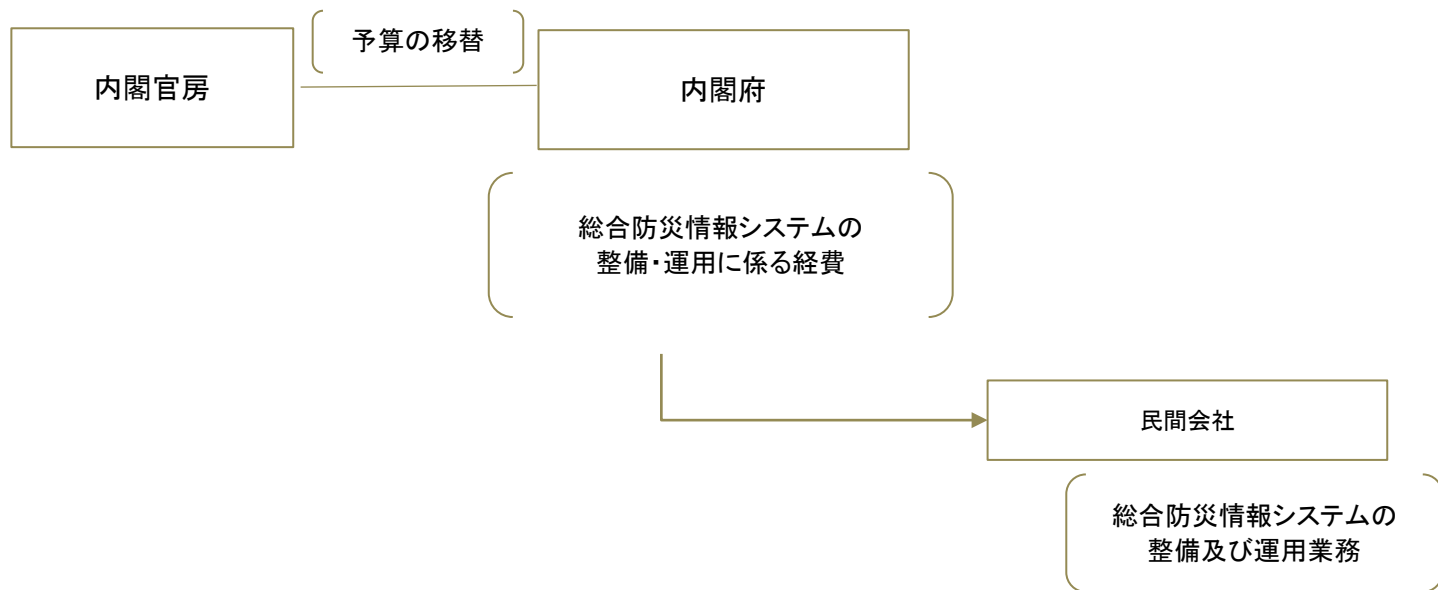 予算の移替
内閣官房
内閣府
総合防災情報システムの
整備・運用に係る経費
民間会社
総合防災情報システムの
整備及び運用業務